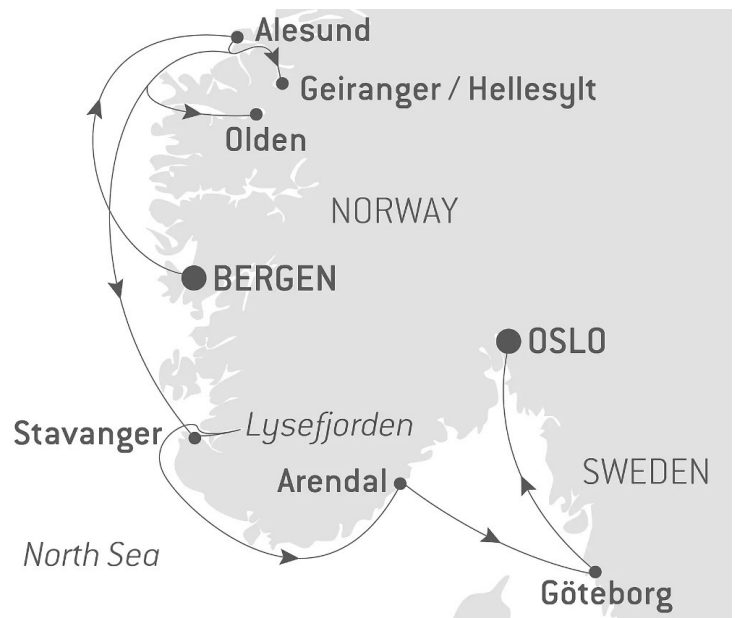 Alesund
Geiranger / Hellesylt
Olden
NORWAY
BERGEN
OSLO
Stavanger
Lysefjorden
Arendal
SWEDEN
North Sea
Göteborg